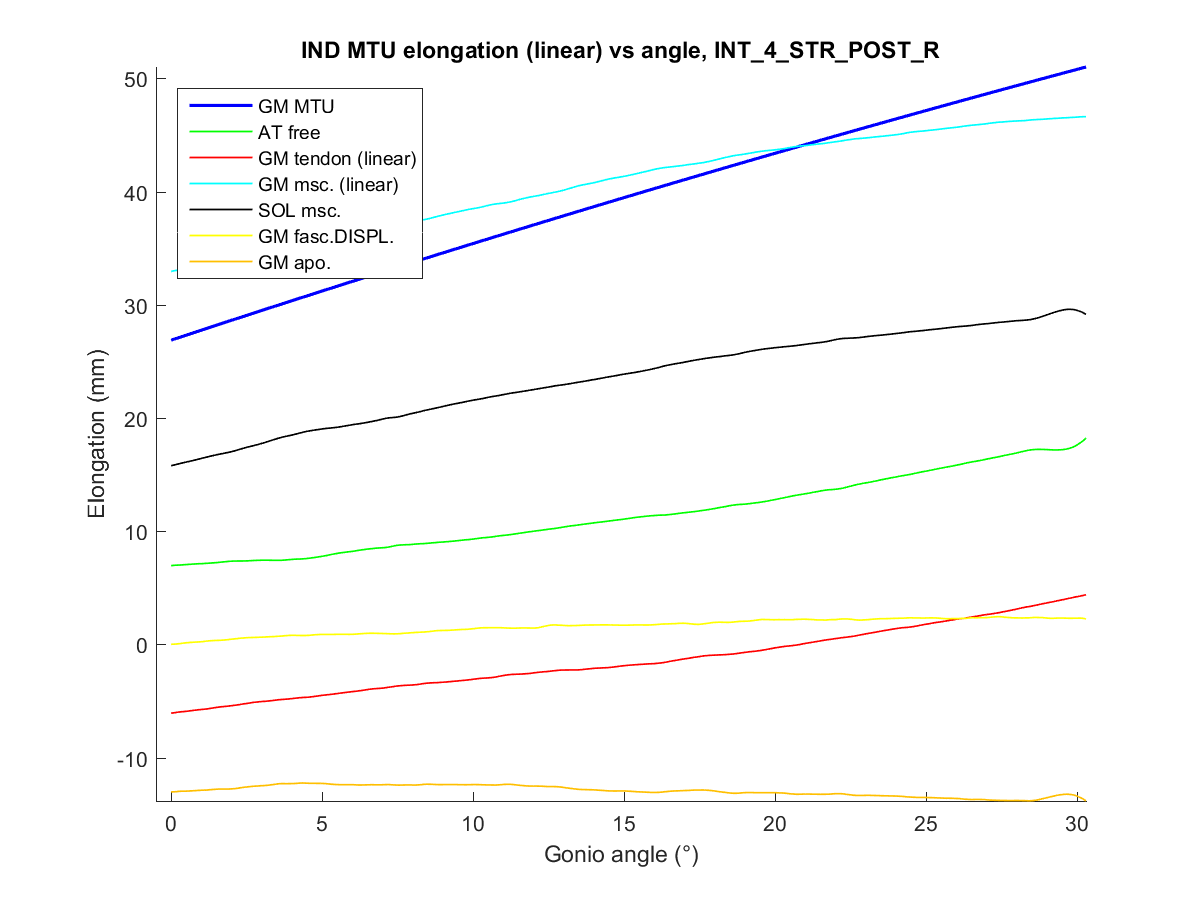 IND MTU elongation (linear) vs angle, INT_4_STR_POST_R
50
40
30
20
10
0
-10
Elongation (mm)
GM MTU
AT free
GM tendon (linear)
GM msc. (linear)
SOL msc.
GM fasc.DISPL.
GM apo.
0 5 10 15 20 25 30
Gonio angle (°)